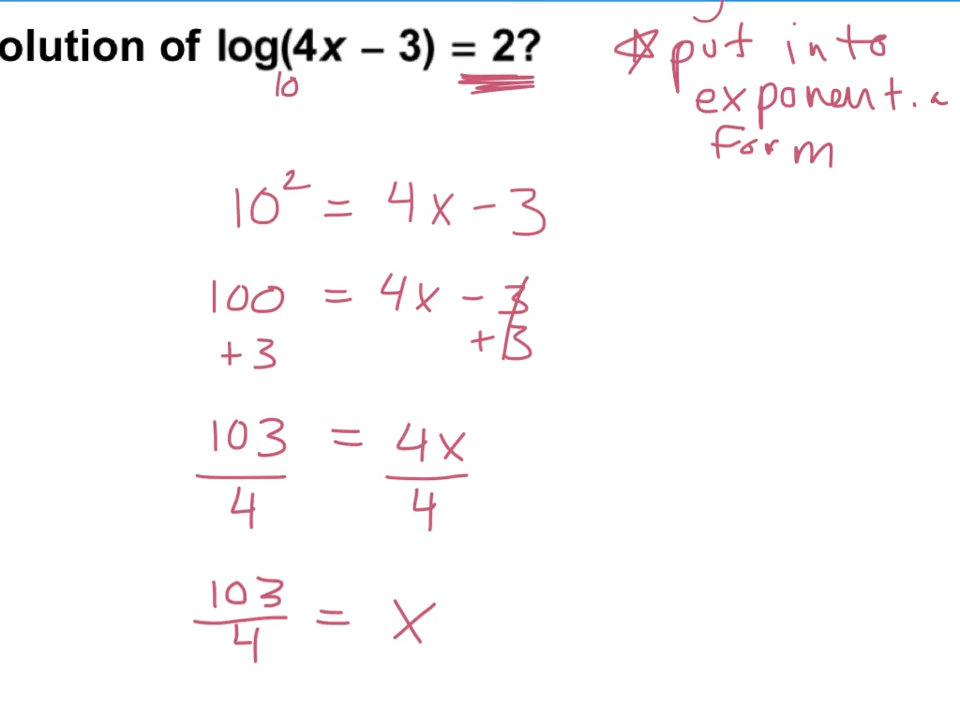 olution of log(4x – 3) = 2?
10
put into
exponent.a
Form
10² = 4x - 3
100 = 4x - 3
+3 +3
103 = 4x
4 4
103 = x
4